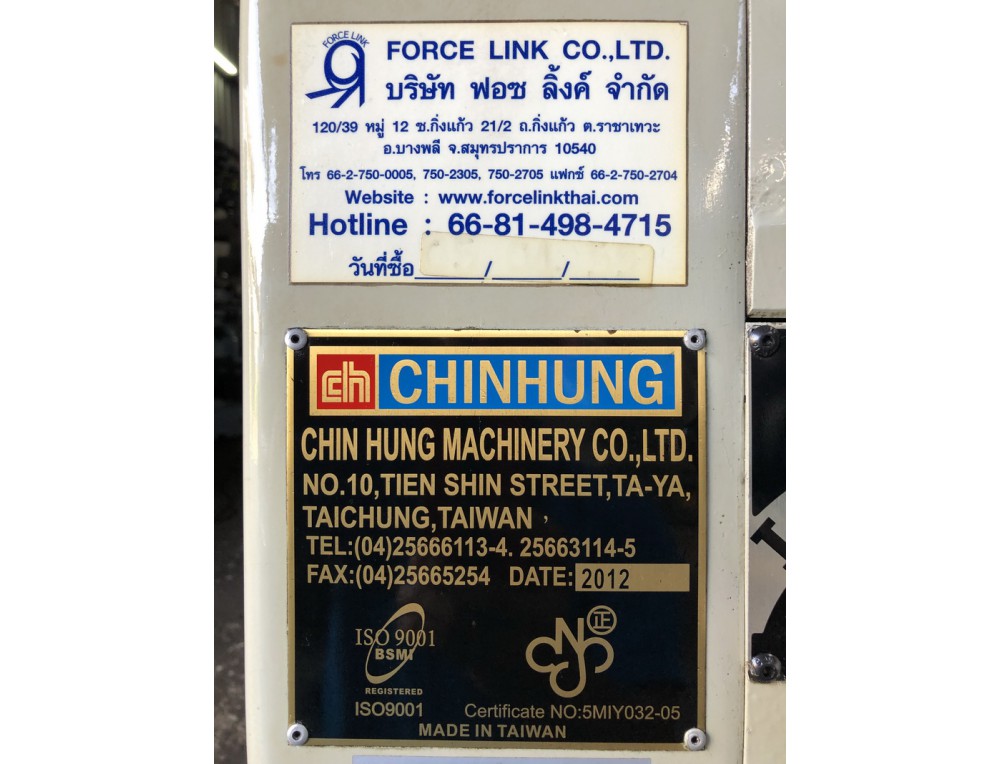 FORCE LINK
FORCE LINK CO.,LTD.
บริษัท ฟอซ ลิ้งค์ จำกัด
120/39 หมู่ 12 ซ.กิ่งแก้ว 21/2 ถ.กิ่งแก้ว ต.ราชาเทวะ
อ.บางพลี จ.สมุทรปราการ 10540
โทร 66-2-750-0005, 750-2305, 750-2705 แฟกซ์ 66-2-750-2704
Website : www.forcelinkthai.com
Hotline : 66-81-498-4715
วันที่ซื้อ ______/______/______
ch CHINHUNG
CHIN HUNG MACHINERY CO.,LTD.
NO.10,TIEN SHIN STREET,TA-YA,
TAICHUNG,TAIWAN ,
TEL:(04)25666113-4. 25663114-5
FAX:(04)25665254 DATE: 2012
正
ISO 9001
BSMI
REGISTERED
ISO9001 Certificate NO:5MIY032-05
MADE IN TAIWAN